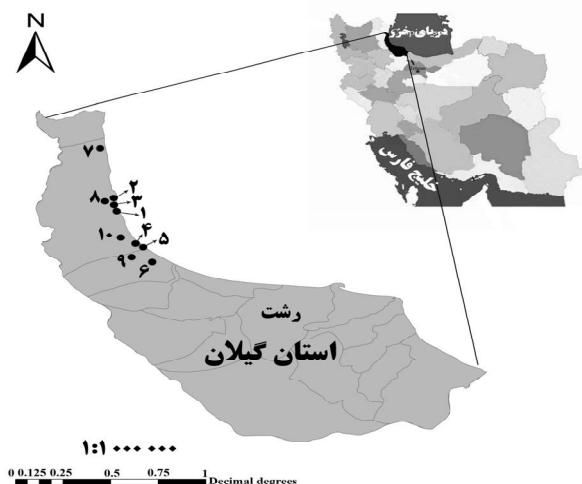 N
دریای خزر
خلیج فارس
۷
۲
۸
۳
۱
۴
۱۰
۵
۹
۶
رشت
استان گیلان
۱:۱ ۰۰۰ ۰۰۰
0 0.125 0.25 0.5 0.75 1
Decimal degrees